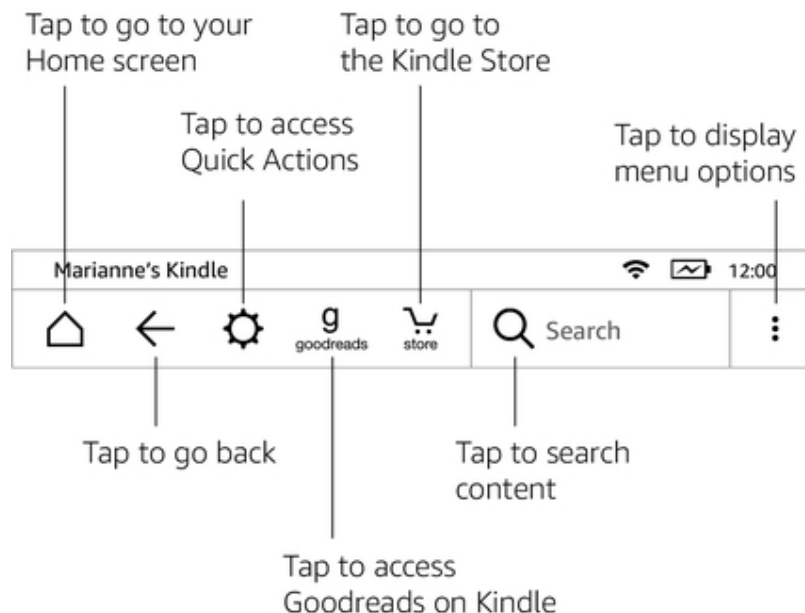 Tap to go to your
Home screen
Tap to go to
the Kindle Store
Tap to access
Quick Actions
Tap to display
menu options
Marianne's Kindle
12:00
g
goodreads
store
Search
Tap to go back
Tap to search
content
Tap to access
Goodreads on Kindle